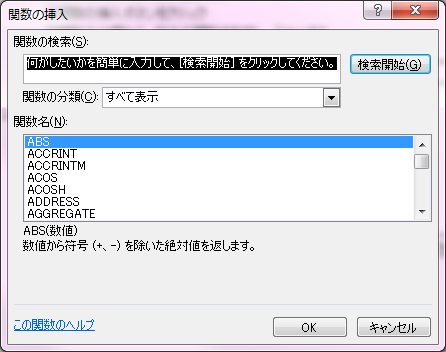 関数の挿入
関数の検索(S):
何がしたいかを簡単に入力して、[検索開始] をクリックしてください。
検索開始(G)
関数の分類(C): すべて表示
関数名(N):
ABS
ACCRINT
ACCRINTM
ACOS
ACOSH
ADDRESS
AGGREGATE
ABS(数値)
数値から符号 (+、-) を除いた絶対値を返します。
この関数のヘルプ
OK
キャンセル